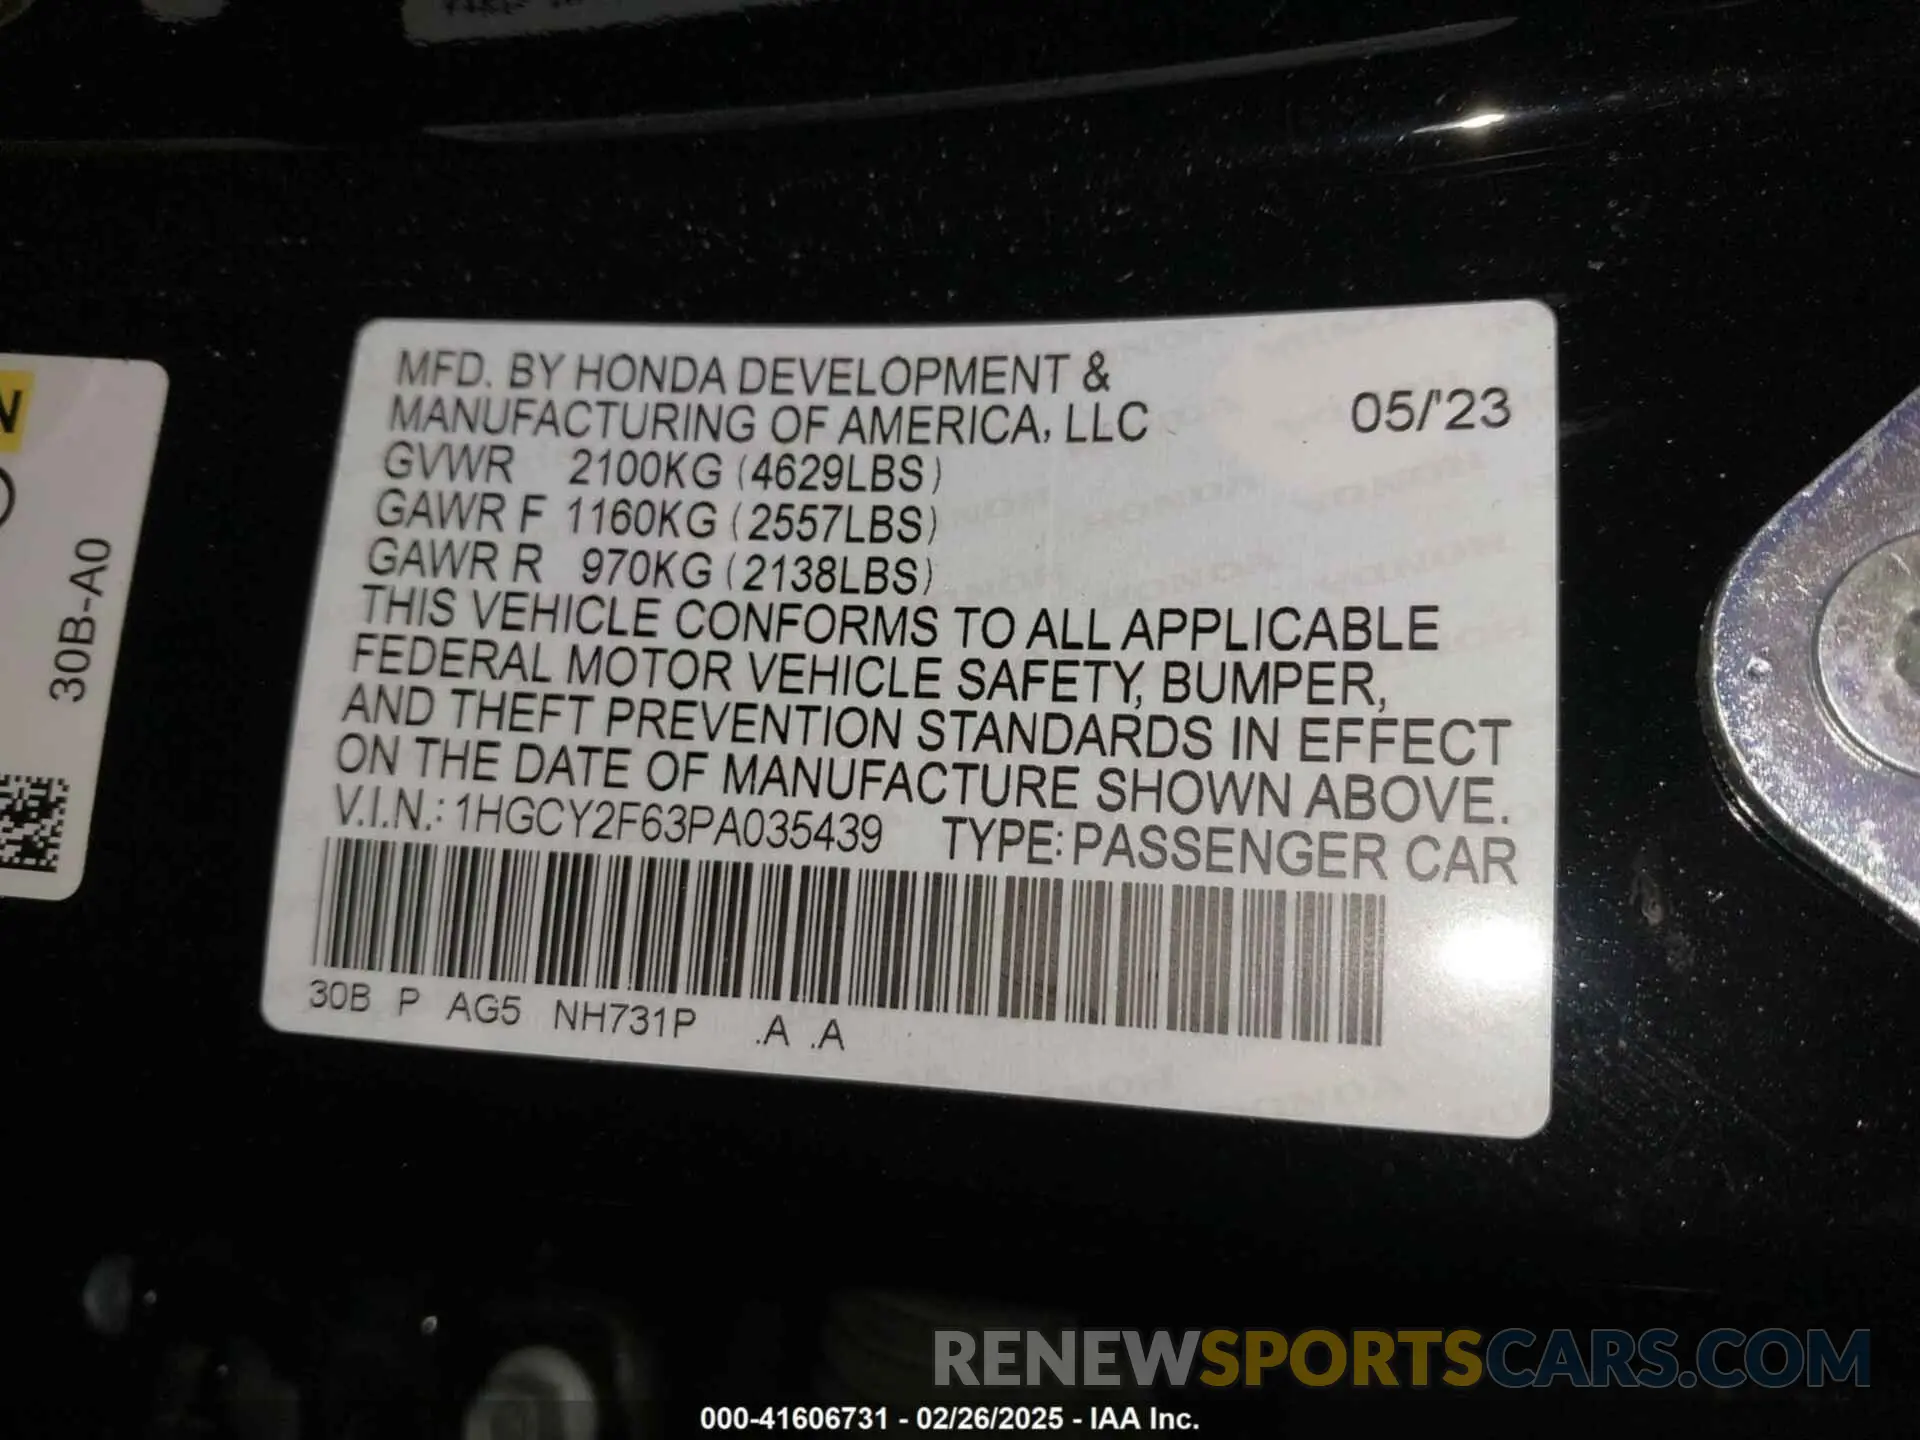 MFD. BY HONDA DEVELOPMENT &
MANUFACTURING OF AMERICA, LLC 05/'23
GVWR 2100KG (4629LBS)
GAWR F 1160KG (2557LBS)
GAWR R 970KG (2138LBS)
THIS VEHICLE CONFORMS TO ALL APPLICABLE
FEDERAL MOTOR VEHICLE SAFETY, BUMPER,
AND THEFT PREVENTION STANDARDS IN EFFECT
ON THE DATE OF MANUFACTURE SHOWN ABOVE.
V.I.N.: 1HGCY2F63PA035439 TYPE: PASSENGER CAR
30B P AG5 NH731P .A .A
30B-A0
RENEWSPORTSCARS.COM
000-41606731 - 02/26/2025 - IAA Inc.